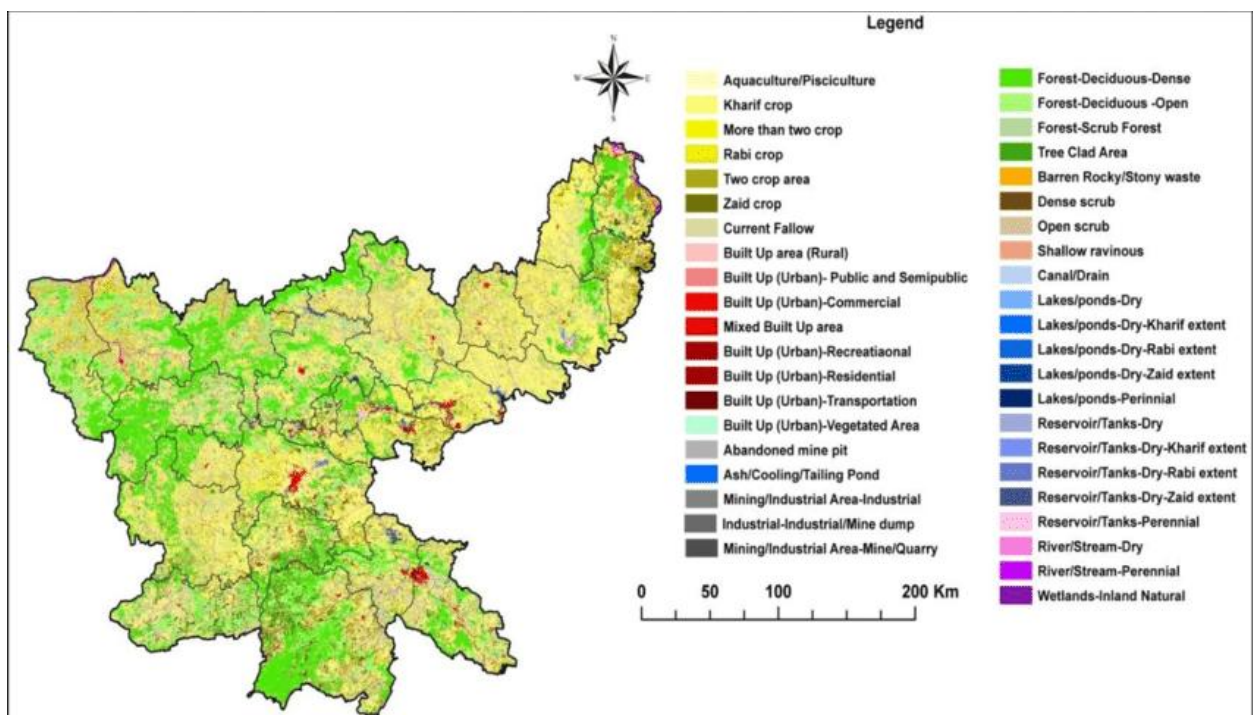 Legend
N
W E
S
Aquaculture/Pisciculture
Kharif crop
More than two crop
Rabi crop
Two crop area
Zaid crop
Current Fallow
Built Up area (Rural)
Built Up (Urban)- Public and Semipublic
Built Up (Urban)-Commercial
Mixed Built Up area
Built Up (Urban)-Recreatiaonal
Built Up (Urban)-Residential
Built Up (Urban)-Transportation
Built Up (Urban)-Vegetated Area
Abandoned mine pit
Ash/Cooling/Tailing Pond
Mining/Industrial Area-Industrial
Industrial-Industrial/Mine dump
Mining/Industrial Area-Mine/Quarry
Forest-Deciduous-Dense
Forest-Deciduous -Open
Forest-Scrub Forest
Tree Clad Area
Barren Rocky/Stony waste
Dense scrub
Open scrub
Shallow ravinous
Canal/Drain
Lakes/ponds-Dry
Lakes/ponds-Dry-Kharif extent
Lakes/ponds-Dry-Rabi extent
Lakes/ponds-Dry-Zaid extent
Lakes/ponds-Perinnial
Reservoir/Tanks-Dry
Reservoir/Tanks-Dry-Kharif extent
Reservoir/Tanks-Dry-Rabi extent
Reservoir/Tanks-Dry-Zaid extent
Reservoir/Tanks-Perennial
River/Stream-Dry
River/Stream-Perennial
Wetlands-Inland Natural
0 50 100 200 Km